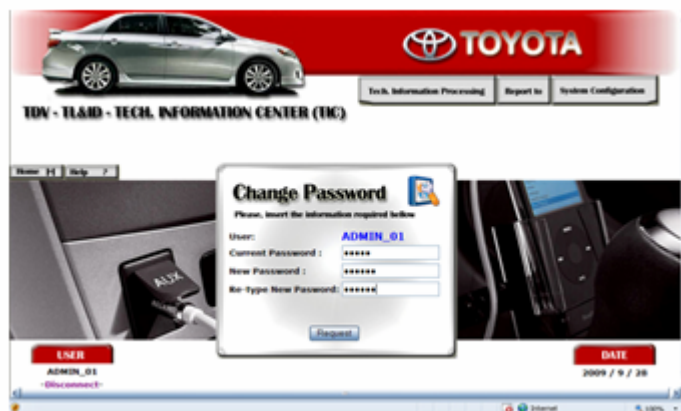 TOYOTA
Tech. Information Processing
Report to
System Configuration
TDV - TL&ID - TECH. INFORMATION CENTER (TIC)
Home H
Help ?
Change Password
Please, insert the information required bellow
AUX
User: ADMIN_01
Current Password : •••••
New Password : ••••••
Re-type New Pasword: ••••••
Request
USER
ADMIN_01
-Disconnect-
DATE
2009 / 9 / 28
Internet
100%